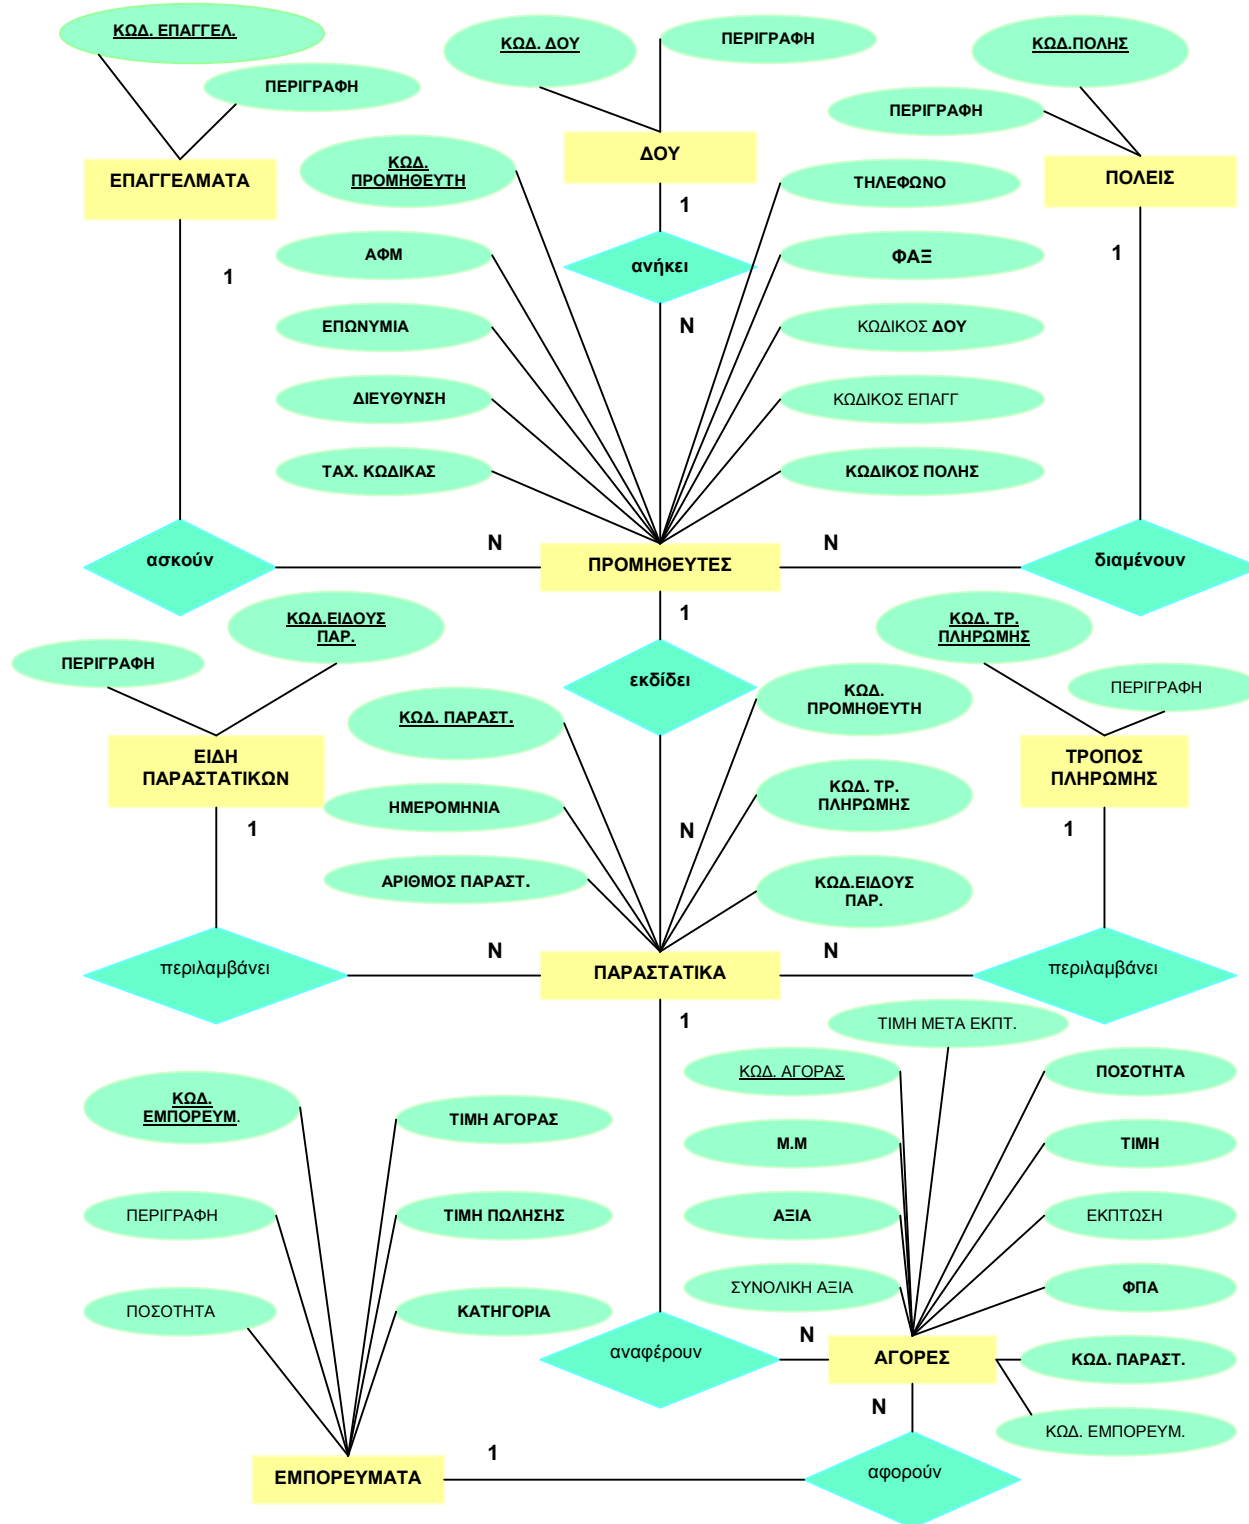 ΚΩΔ. ΕΠΑΓΓΕΛ.
ΠΕΡΙΓΡΑΦΗ
ΕΠΑΓΓΕΛΜΑΤΑ
1
ΚΩΔ. ΔΟΥ
ΠΕΡΙΓΡΑΦΗ
ΔΟΥ
1
ανήκει
Ν
ΚΩΔ.ΠΟΛΗΣ
ΠΕΡΙΓΡΑΦΗ
ΠΟΛΕΙΣ
1
ΚΩΔ.
ΠΡΟΜΗΘΕΥΤΗ
ΑΦΜ
ΕΠΩΝΥΜΙΑ
ΔΙΕΥΘΥΝΣΗ
ΤΑΧ. ΚΩΔΙΚΑΣ
ΤΗΛΕΦΩΝΟ
ΦΑΞ
ΚΩΔΙΚΟΣ ΔΟΥ
ΚΩΔΙΚΟΣ ΕΠΑΓΓ
ΚΩΔΙΚΟΣ ΠΟΛΗΣ
ασκούν
Ν
ΠΡΟΜΗΘΕΥΤΕΣ
Ν
διαμένουν
1
εκδίδει
Ν
ΚΩΔ.ΕΙΔΟΥΣ
ΠΑΡ.
ΠΕΡΙΓΡΑΦΗ
ΕΙΔΗ
ΠΑΡΑΣΤΑΤΙΚΩΝ
1
ΚΩΔ. ΠΑΡΑΣΤ.
ΗΜΕΡΟΜΗΝΙΑ
ΑΡΙΘΜΟΣ ΠΑΡΑΣΤ.
ΚΩΔ.
ΠΡΟΜΗΘΕΥΤΗ
ΚΩΔ. ΤΡ.
ΠΛΗΡΩΜΗΣ
ΚΩΔ.ΕΙΔΟΥΣ
ΠΑΡ.
ΚΩΔ. ΤΡ.
ΠΛΗΡΩΜΗΣ
ΠΕΡΙΓΡΑΦΗ
ΤΡΟΠΟΣ
ΠΛΗΡΩΜΗΣ
1
περιλαμβάνει
Ν
ΠΑΡΑΣΤΑΤΙΚΑ
Ν
περιλαμβάνει
1
ΤΙΜΗ ΜΕΤΑ ΕΚΠΤ.
ΚΩΔ. ΑΓΟΡΑΣ
Μ.Μ
ΑΞΙΑ
ΣΥΝΟΛΙΚΗ ΑΞΙΑ
ΠΟΣΟΤΗΤΑ
ΤΙΜΗ
ΕΚΠΤΩΣΗ
ΦΠΑ
ΚΩΔ.
ΕΜΠΟΡΕΥΜ.
ΠΕΡΙΓΡΑΦΗ
ΠΟΣΟΤΗΤΑ
ΤΙΜΗ ΑΓΟΡΑΣ
ΤΙΜΗ ΠΩΛΗΣΗΣ
ΚΑΤΗΓΟΡΙΑ
αναφέρουν
Ν
ΑΓΟΡΕΣ
ΚΩΔ. ΠΑΡΑΣΤ.
ΚΩΔ. ΕΜΠΟΡΕΥΜ.
Ν
ΕΜΠΟΡΕΥΜΑΤΑ
1
αφορούν